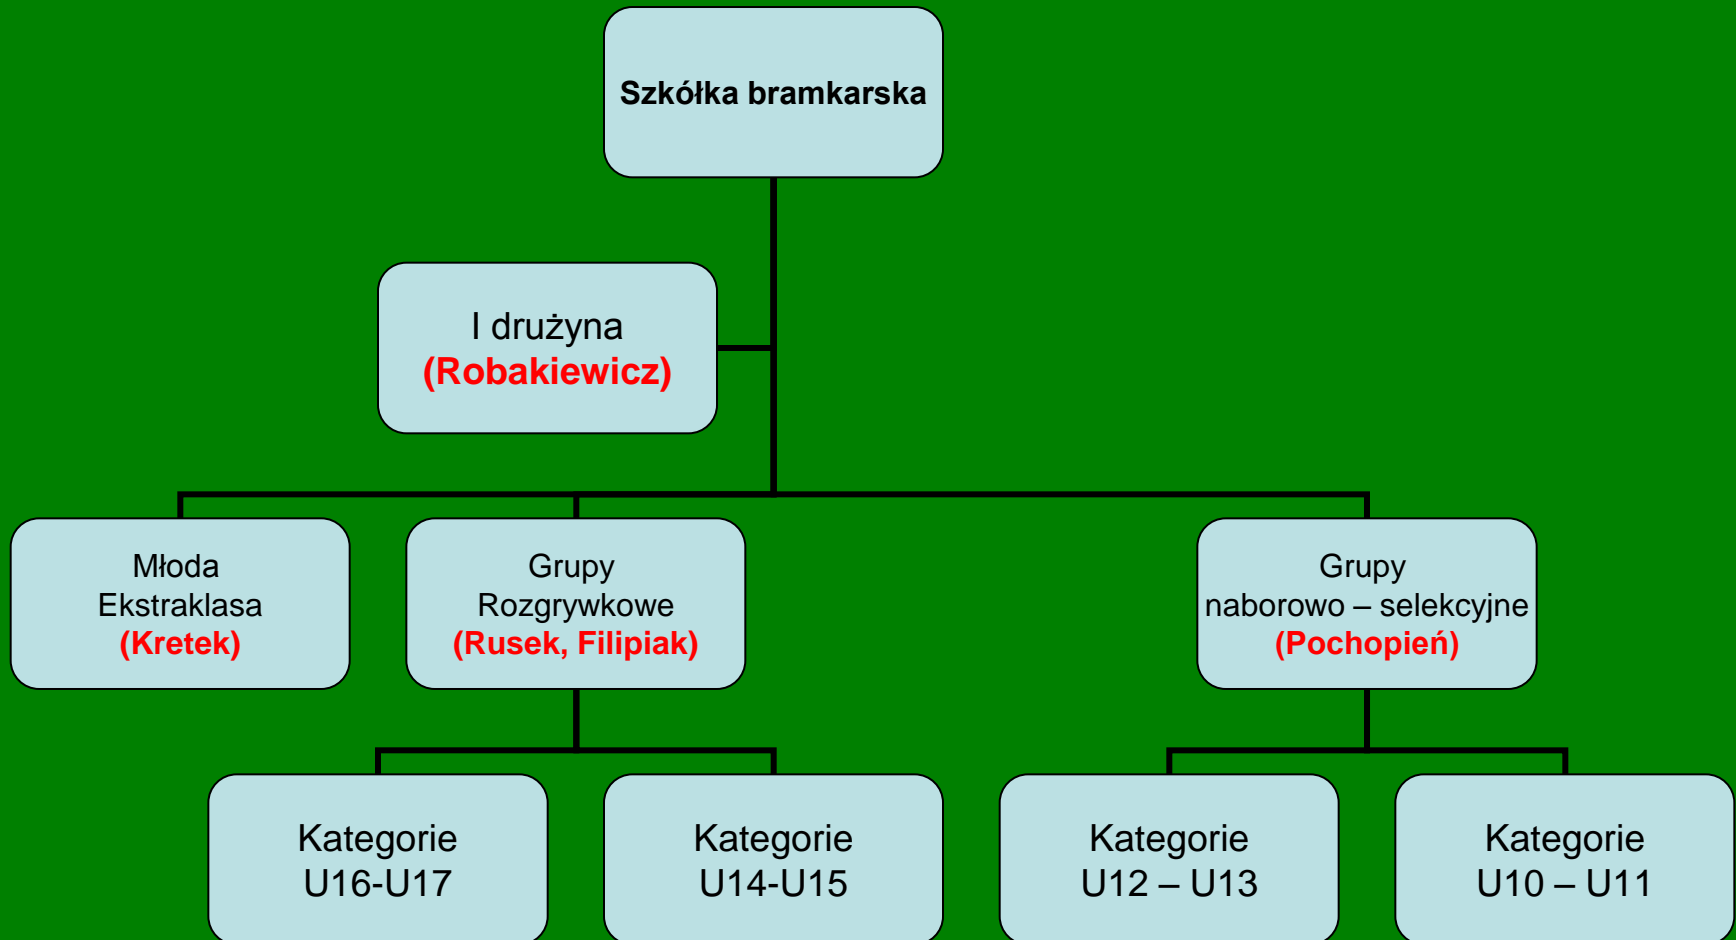 Szkółka bramkarska
I drużyna
(Robakiewicz)
Młoda
Ekstraklasa
(Kretek)
Grupy
Rozgrywkowe
(Rusek, Filipiak)
Grupy
naborowo – selekcyjne
(Pochopień)
Kategorie
U16-U17
Kategorie
U14-U15
Kategorie
U12 – U13
Kategorie
U10 – U11